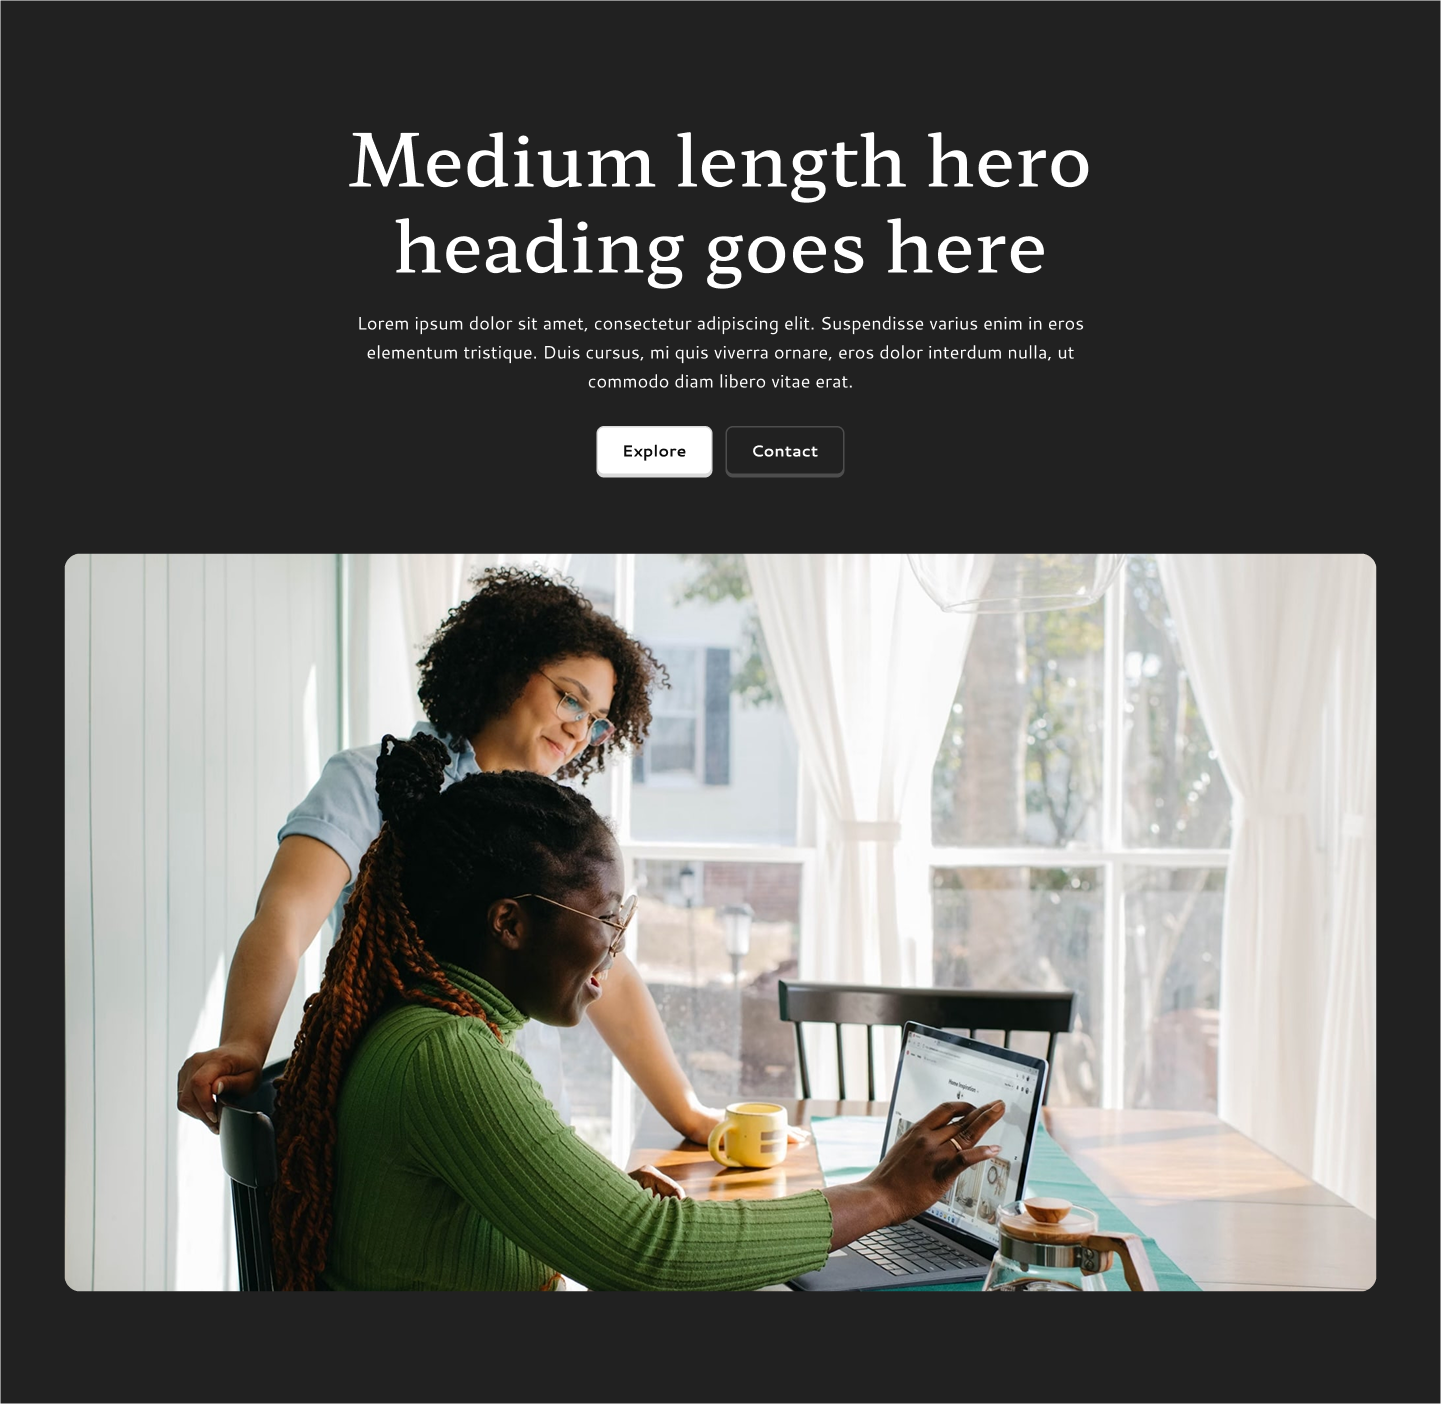 Medium length hero
heading goes here
Lorem ipsum dolor sit amet, consectetur adipiscing elit. Suspendisse varius enim in eros
elementum tristique. Duis cursus, mi quis viverra ornare, eros dolor interdum nulla, ut
commodo diam libero vitae erat.
Explore
Contact
Home Inspiration